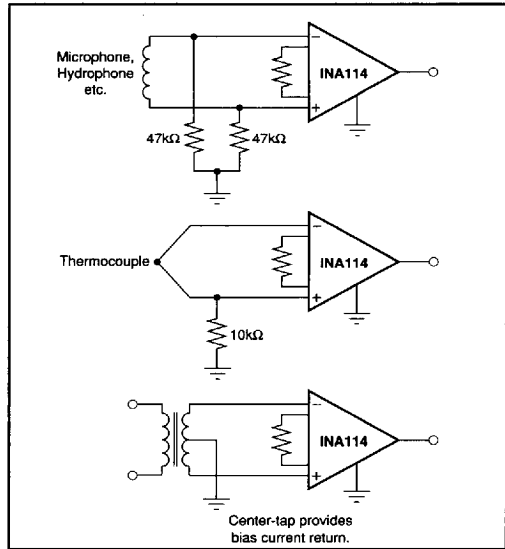 Microphone,
Hydrophone
etc.
−
INA114
+
47kΩ
47kΩ
−
Thermocouple
INA114
+
10kΩ
−
INA114
+
Center-tap provides
bias current return.